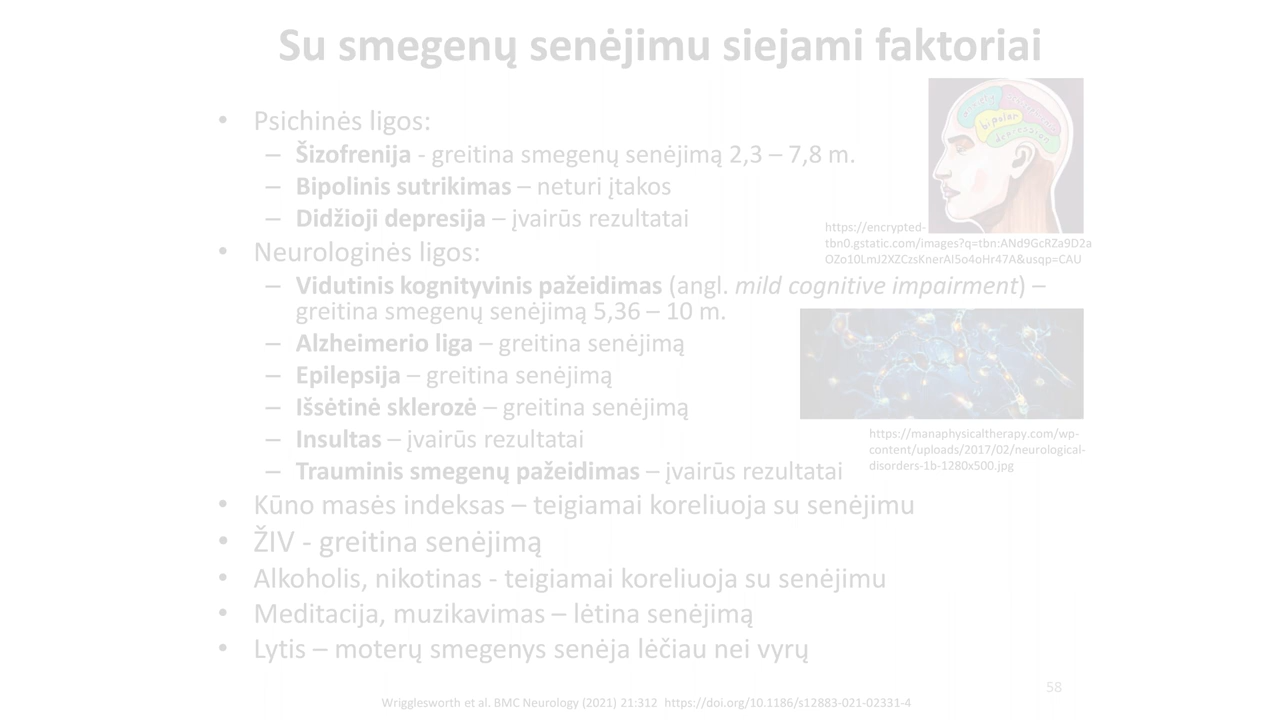 Su smegenų senėjimu siejami faktoriai
• Psichinės ligos:
– Šizofrenija - greitina smegenų senėjimą 2,3 – 7,8 m.
– Bipolinis sutrikimas – neturi įtakos
– Didžioji depresija – įvairūs rezultatai
bipolar
depression
https://encrypted-
tbn0.gstatic.com/images?q=tbn:ANd9GcRZa9D2a
OZo10LmJ2XZCzsKnerAI5o4oHr47A&usqp=CAU
• Neurologinės ligos:
– Vidutinis kognityvinis pažeidimas (angl. mild cognitive impairment) –
greitina smegenų senėjimą 5,36 – 10 m.
– Alzheimerio liga – greitina senėjimą
– Epilepsija – greitina senėjimą
– Išsėtinė sklerozė – greitina senėjimą
– Insultas – įvairūs rezultatai
– Trauminis smegenų pažeidimas – įvairūs rezultatai
https://manaphysicaltherapy.com/wp-
content/uploads/2017/02/neurological-
disorders-1b-1280x500.jpg
• Kūno masės indeksas – teigiamai koreliuoja su senėjimu
• ŽIV - greitina senėjimą
• Alkoholis, nikotinas - teigiamai koreliuoja su senėjimu
• Meditacija, muzikavimas – lėtina senėjimą
• Lytis – moterų smegenys senėja lėčiau nei vyrų
58
Wrigglesworth et al. BMC Neurology (2021) 21:312 https://doi.org/10.1186/s12883-021-02331-4